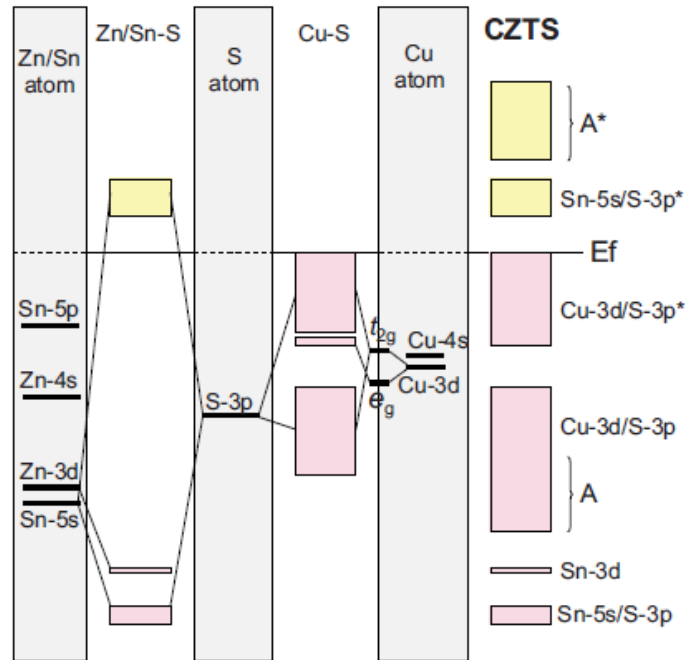 Zn/Sn-S
Cu-S
CZTS
Zn/Sn
atom
S
atom
Cu
atom
A*
Sn-5s/S-3p*
Ef
Sn-5p
Cu-3d/S-3p*
t2g
Cu-4s
Zn-4s
Cu-3d
S-3p
eg
Cu-3d/S-3p
Zn-3d
A
Sn-5s
Sn-3d
Sn-5s/S-3p